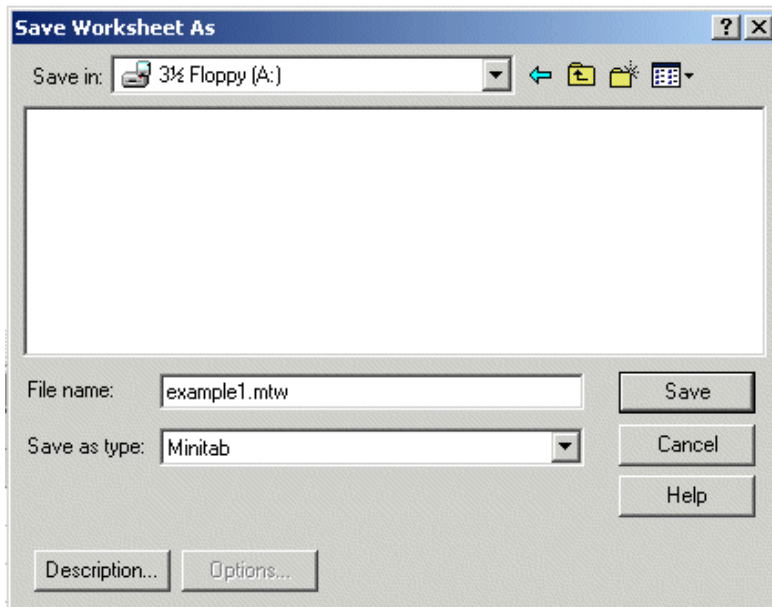 Save Worksheet As
Save in: 3½ Floppy (A:)
File name: example1.mtw Save
Save as type: Minitab Cancel
Help
Description... Options...